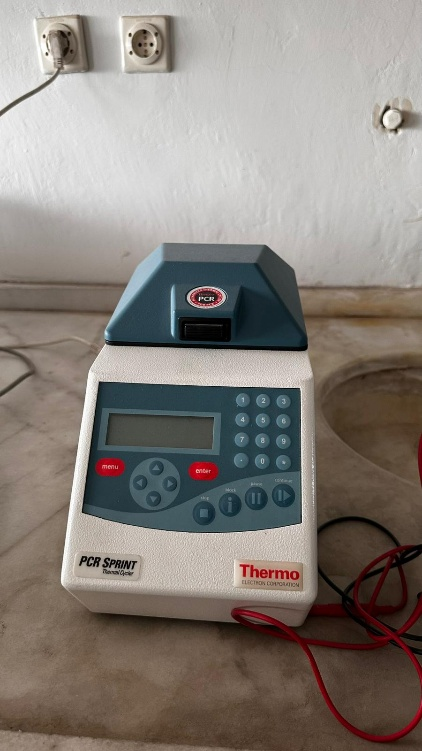 PCR
1 2 3
4 5 6
7 8 9
- 0
menu
enter
stop
PCR SPRINT
Thermal Cycler
Thermo
ELECTRON CORPORATION